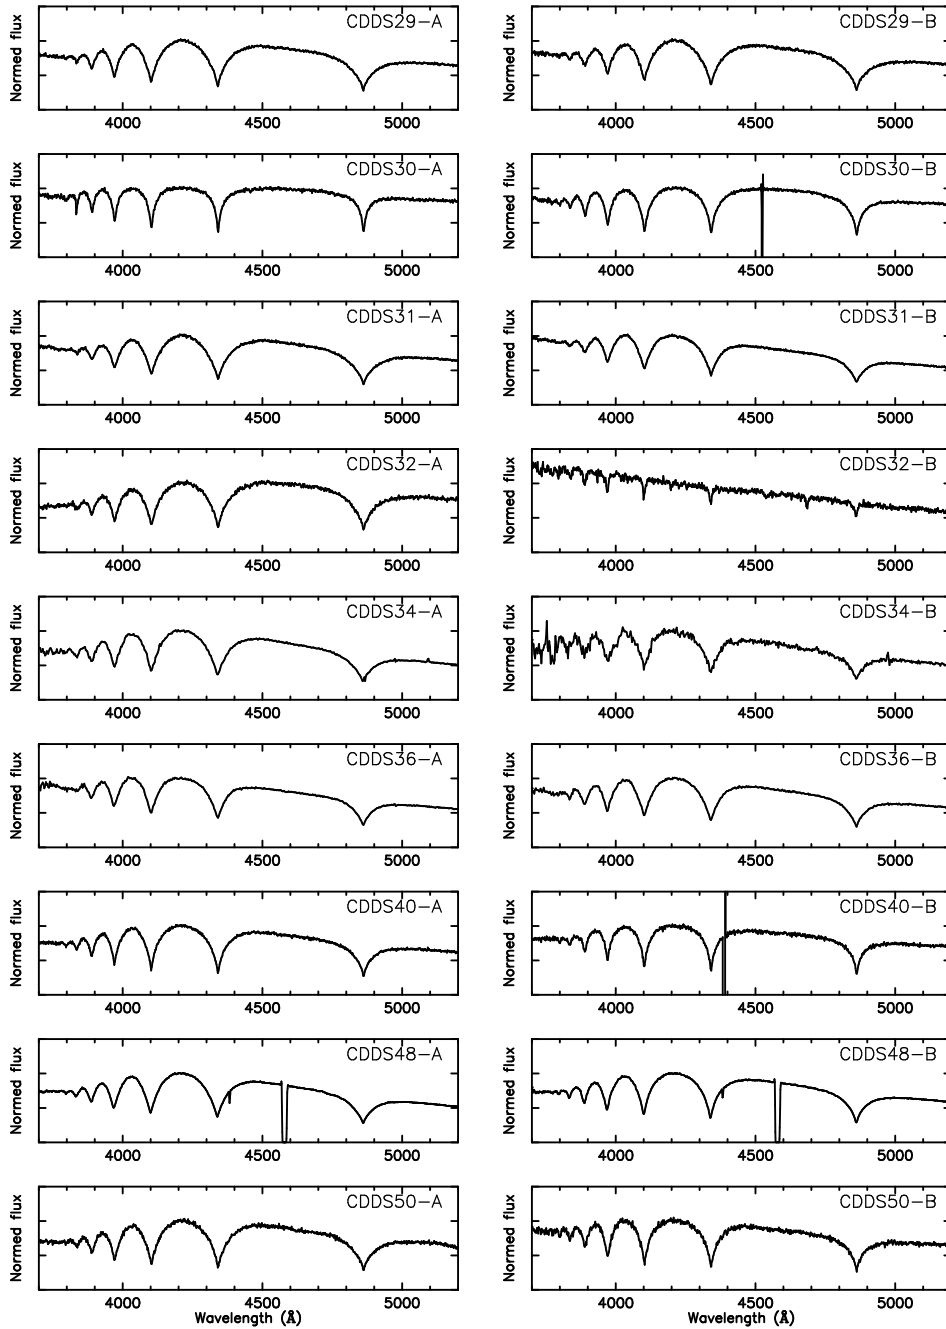 CDDS29-A
Normed flux
4000 4500 5000
CDDS29-B
Normed flux
4000 4500 5000
CDDS30-A
Normed flux
4000 4500 5000
CDDS30-B
Normed flux
4000 4500 5000
CDDS31-A
Normed flux
4000 4500 5000
CDDS31-B
Normed flux
4000 4500 5000
CDDS32-A
Normed flux
4000 4500 5000
CDDS32-B
Normed flux
4000 4500 5000
CDDS34-A
Normed flux
4000 4500 5000
CDDS34-B
Normed flux
4000 4500 5000
CDDS36-A
Normed flux
4000 4500 5000
CDDS36-B
Normed flux
4000 4500 5000
CDDS40-A
Normed flux
4000 4500 5000
CDDS40-B
Normed flux
4000 4500 5000
CDDS48-A
Normed flux
4000 4500 5000
CDDS48-B
Normed flux
4000 4500 5000
CDDS50-A
Normed flux
4000 4500 5000
Wavelength (Å)
CDDS50-B
Normed flux
4000 4500 5000
Wavelength (Å)